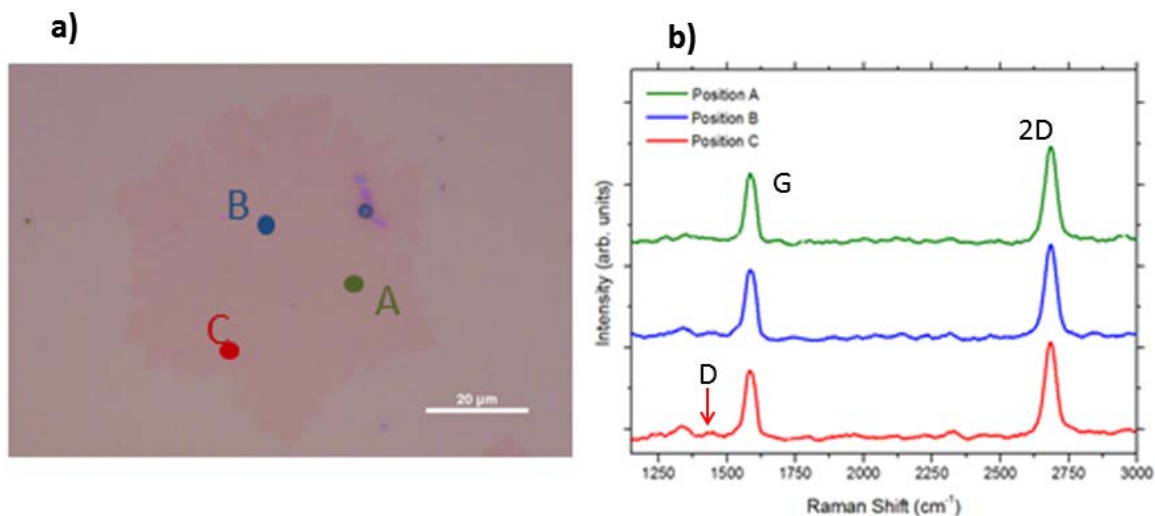 a)
B
A
C
20 µm
b)
Position A
Position B
Position C
G
2D
D
Intensity (arb. units)
1250 1500 1750 2000 2250 2500 2750 3000
Raman Shift (cm⁻¹)